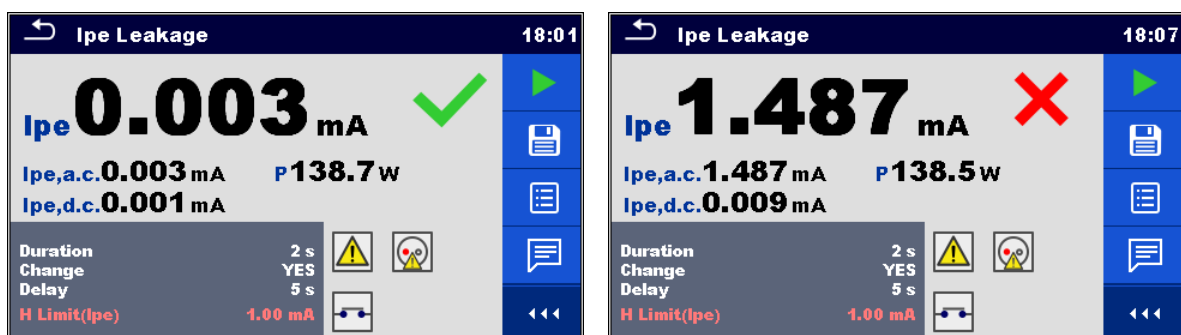 Ipe Leakage 18:01
Ipe 0.003 mA
Ipe,a.c. 0.003 mA P 138.7 W
Ipe,d.c. 0.001 mA
Duration 2 s
Change YES
Delay 5 s
H Limit(Ipe) 1.00 mA
Ipe Leakage 18:07
Ipe 1.487 mA
Ipe,a.c. 1.487 mA P 138.5 W
Ipe,d.c. 0.009 mA
Duration 2 s
Change YES
Delay 5 s
H Limit(Ipe) 1.00 mA